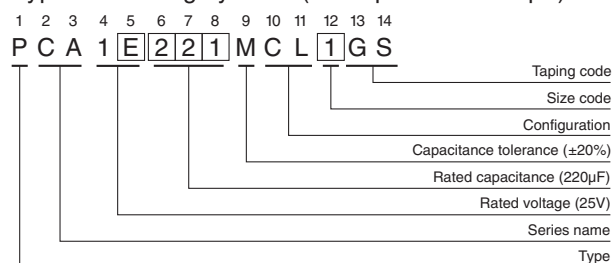 1 2 3 4 5 6 7 8 9 10 11 12 13 14
P C A 1 E 2 2 1 M C L 1 G S
Taping code
Size code
Configuration
Capacitance tolerance (±20%)
Rated capacitance (220µF)
Rated voltage (25V)
Series name
Type